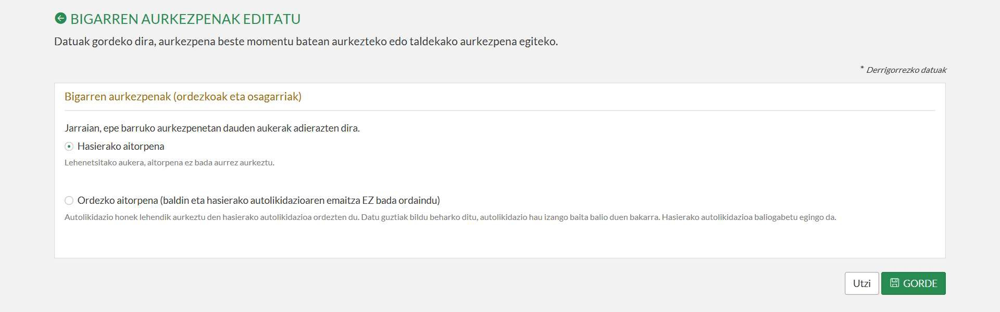 BIGARREN AURKEZPENAK EDITATU
Datuak gordeko dira, aurkezpena beste momentu batean aurkezteko edo taldekako aurkezpena egiteko.
* Derrigorrezko datuak
Bigarren aurkezpenak (ordezkoak eta osagarriak)
Jarraian, epe barruko aurkezpenetan dauden aukerak adierazten dira.
Hasierako aitorpena
Lehenetsitako aukera, aitorpena ez bada aurrez aurkeztu.
Ordezko aitorpena (baldin eta hasierako autolikidazioaren emaitza EZ bada ordaindu)
Autolikidazio honek lehendik aurkeztu den hasierako autolikidazioa ordezten du. Datu guztiak bildu beharko ditu, autolikidazio hau izango baita balio duen bakarra. Hasierako autolikidazioa baliogabetu egingo da.
Utzi GORDE